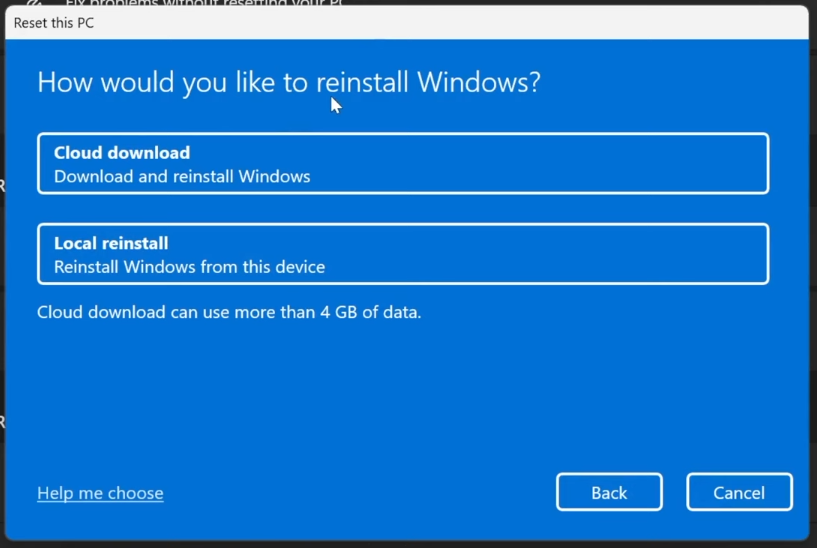 Fix problems without resetting your PC
Reset this PC
How would you like to reinstall Windows?
Cloud download
Download and reinstall Windows
Local reinstall
Reinstall Windows from this device
Cloud download can use more than 4 GB of data.
Help me choose
Back
Cancel